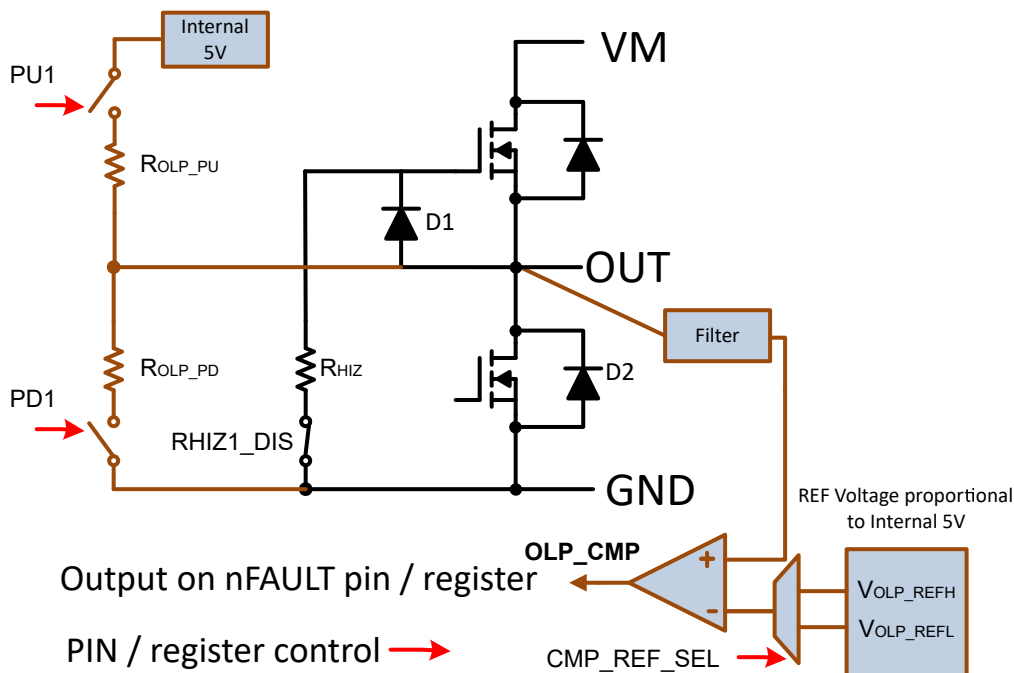 Internal
5V
VM
PU1
ROLP_PU
D1
OUT
Filter
ROLP_PD
RHIZ
D2
PD1
RHIZ1_DIS
GND
REF Voltage proportional
to Internal 5V
OLP_CMP
+
-
Output on nFAULT pin / register
VOLP_REFH
VOLP_REFL
PIN / register control
CMP_REF_SEL